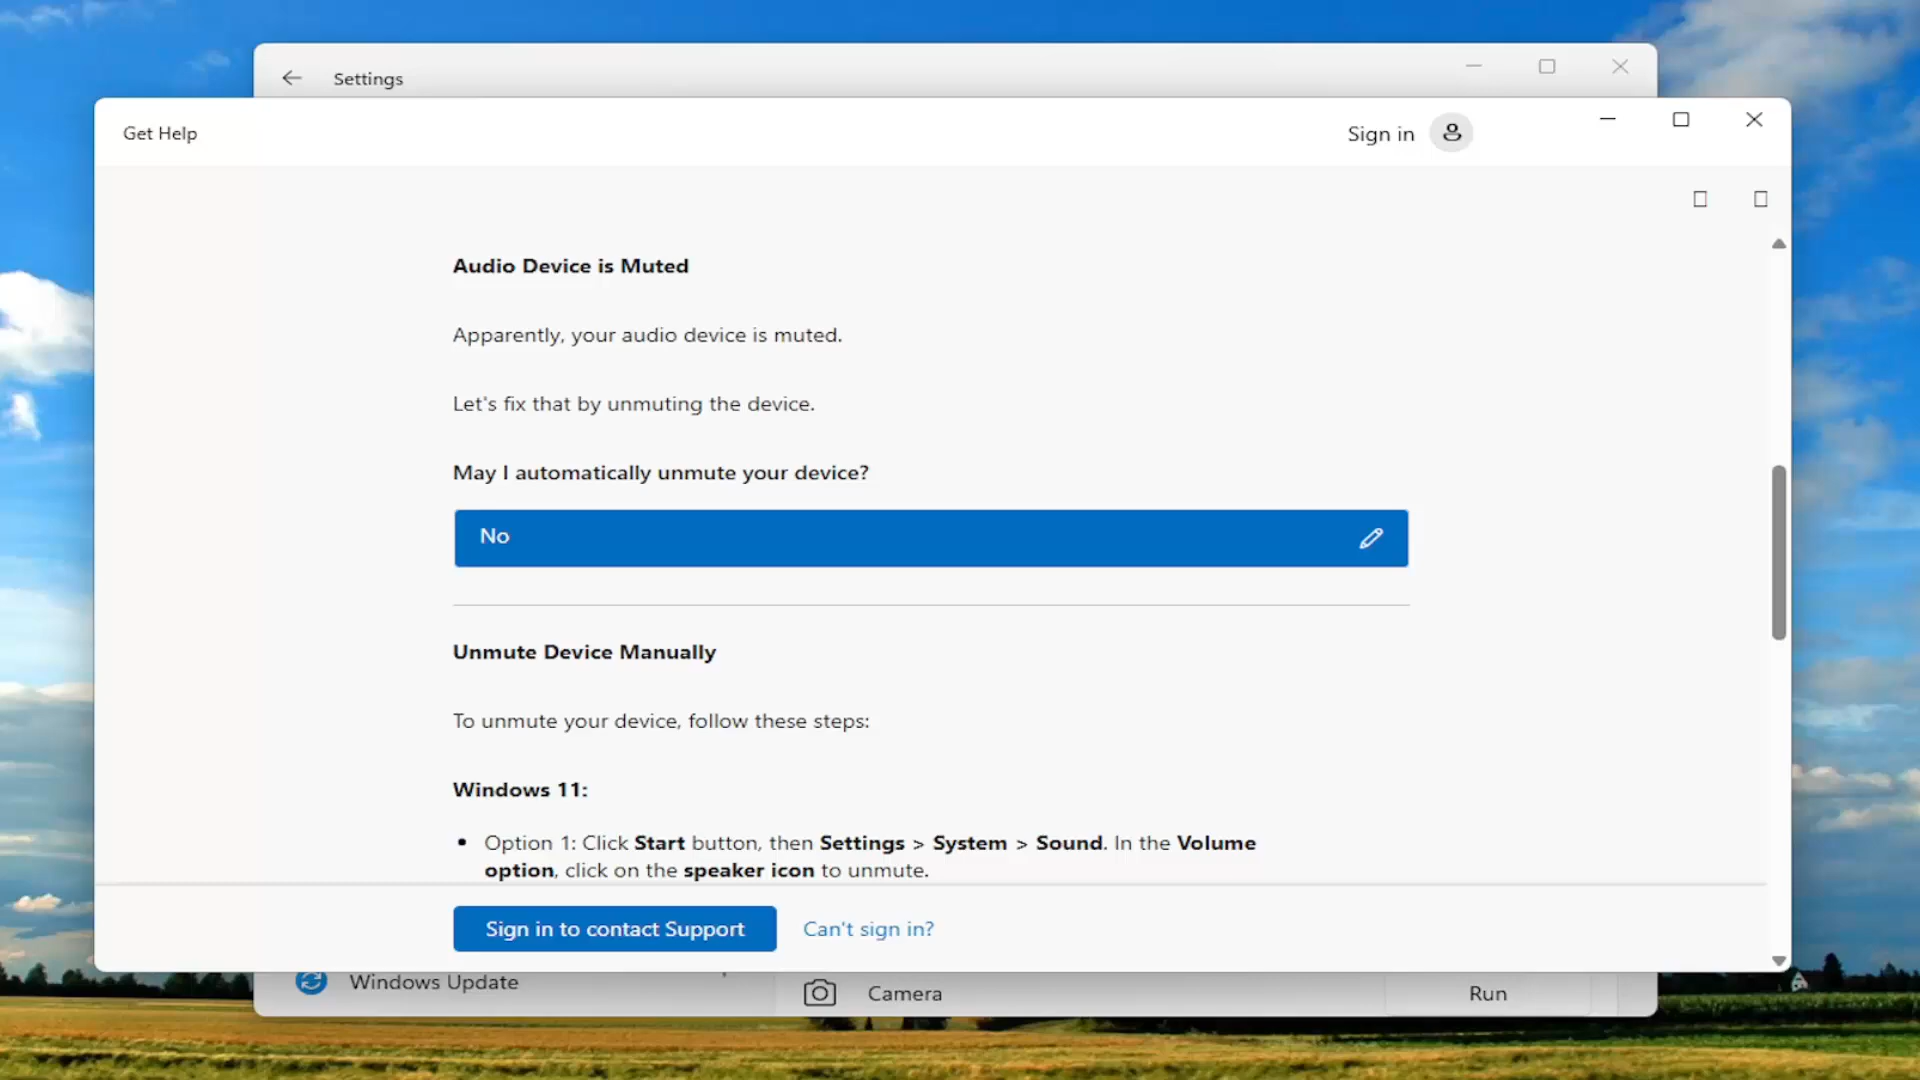 Settings
Get Help
Sign in
Audio Device is Muted
Apparently, your audio device is muted.
Let's fix that by unmuting the device.
May I automatically unmute your device?
No
Unmute Device Manually
To unmute your device, follow these steps:
Windows 11:
• Option 1: Click Start button, then Settings > System > Sound. In the Volume
option, click on the speaker icon to unmute.
Sign in to contact Support
Can't sign in?
Windows Update
Camera
Run